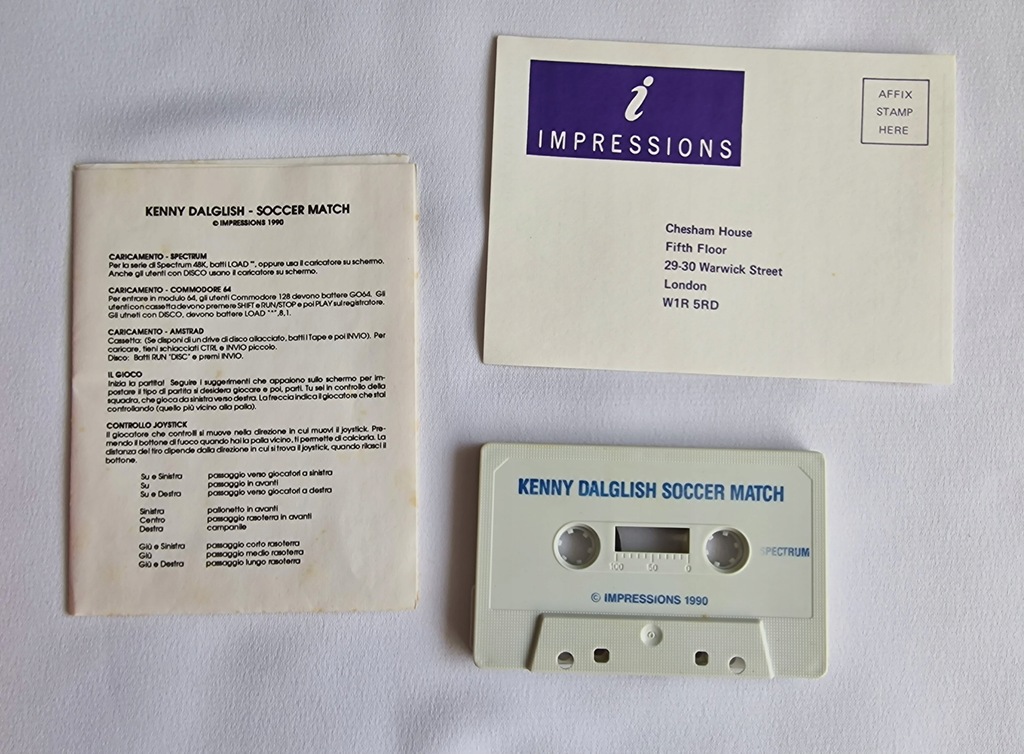 KENNY DALGLISH - SOCCER MATCH
© IMPRESSIONS 1990
CARICAMENTO - SPECTRUM
Per la serie di Spectrum 48K, batti LOAD "", oppure usa il caricatore su schermo.
Anche gli utenti con DISCO usano il caricatore su schermo.
CARICAMENTO - COMMODORE 64
Per entrare in modulo 64, gli utenti Commodore 128 devono battere GO64. Gli
utenti con cassetta devono premere SHIFT e RUN/STOP e poi PLAY sul registratore.
Gli utneti con DISCO, devono battere LOAD "*",8,1.
CARICAMENTO - AMSTRAD
Cassetta: (Se disponi di un drive di disco allacciato, batti ITape e poi INVIO). Per
caricare, tieni schiacciati CTRL e INVIO piccolo.
Disco: Batti RUN "DISC" e premi INVIO.
IL GIOCO
Inizia la partita! Seguire i suggerimenti che appaiono sullo schermo per im-
postare il tipo di partita si desidera giocare e poi, parti. Tu sei in controllo della
squadra, che gioca da sinistra verso destra. La freccia indica il giocatore che stai
controllando (quello più vicino alla palla).
CONTROLLO JOYSTICK
Il giocatore che controlli si muove nella direzione in cui muovi il joystick. Pre-
mendo il bottone di fuoco quando hai la palla vicino, ti permette di calciarla. La
distanza del tiro dipende dalla direzione in cui si trova il joystick, quando rilasci il
bottone.
Su e Sinistra passaggio verso giocatori a sinistra
Su passaggio in avanti
Su e Destra passaggio verso giocatori a destra
Sinistra pallonetto in avanti
Centro passaggio rasoterra in avanti
Destra campanile
Giù e Sinistra passaggio corto rasoterra
Giù passaggio medio rasoterra
Giù e Destra passaggio lungo rasoterra
i
IMPRESSIONS
AFFIX
STAMP
HERE
Chesham House
Fifth Floor
29-30 Warwick Street
London
W1R 5RD
KENNY DALGLISH SOCCER MATCH
SPECTRUM
100 50 0
© IMPRESSIONS 1990